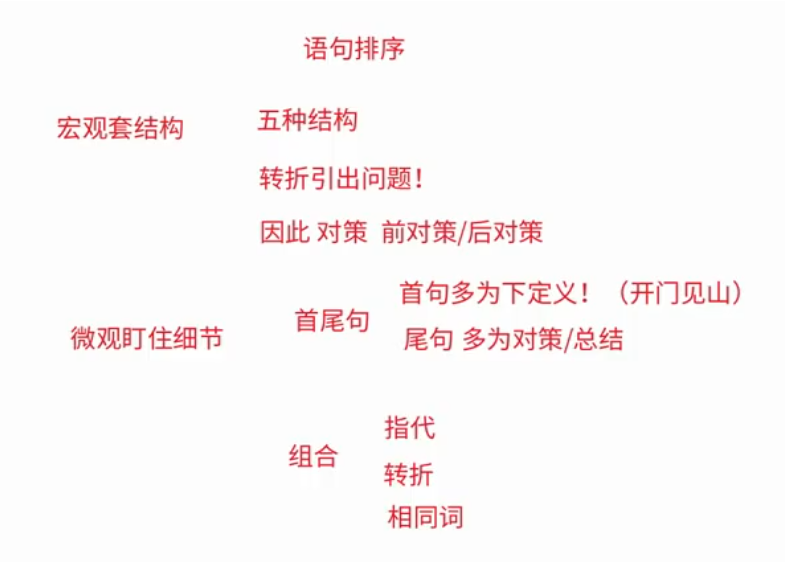 语句排序
宏观套结构
五种结构
转折引出问题！
因此 对策 前对策/后对策
微观盯住细节
首尾句
首句多为下定义！（开门见山）
尾句 多为对策/总结
组合
指代
转折
相同词